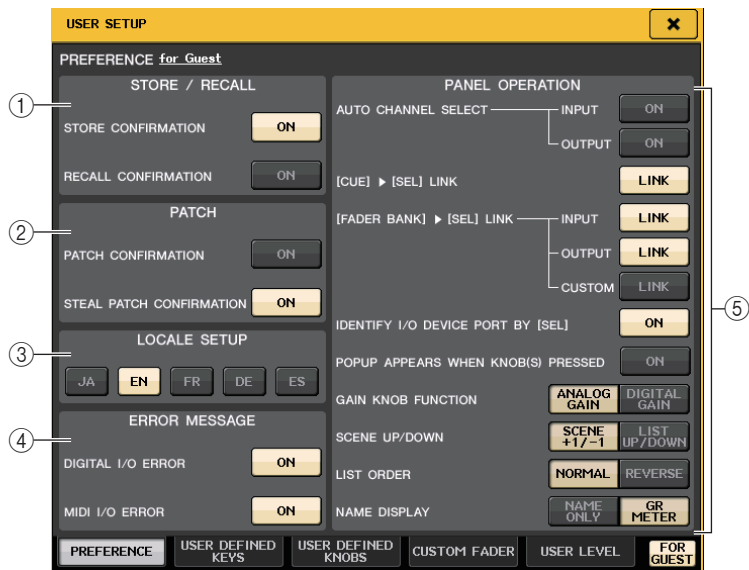 USER SETUP
PREFERENCE for Guest
① STORE / RECALL
STORE CONFIRMATION ON
RECALL CONFIRMATION ON
② PATCH
PATCH CONFIRMATION ON
STEAL PATCH CONFIRMATION ON
③ LOCALE SETUP
JA EN FR DE ES
④ ERROR MESSAGE
DIGITAL I/O ERROR ON
MIDI I/O ERROR ON
⑤ PANEL OPERATION
AUTO CHANNEL SELECT INPUT ON
OUTPUT ON
[CUE] ▶ [SEL] LINK LINK
[FADER BANK] ▶ [SEL] LINK INPUT LINK
OUTPUT LINK
CUSTOM LINK
IDENTIFY I/O DEVICE PORT BY [SEL] ON
POPUP APPEARS WHEN KNOB(S) PRESSED ON
GAIN KNOB FUNCTION ANALOG GAIN DIGITAL GAIN
SCENE UP/DOWN SCENE +1/-1 LIST UP/DOWN
LIST ORDER NORMAL REVERSE
NAME DISPLAY NAME ONLY GR METER
PREFERENCE USER DEFINED KEYS USER DEFINED KNOBS CUSTOM FADER USER LEVEL FOR GUEST